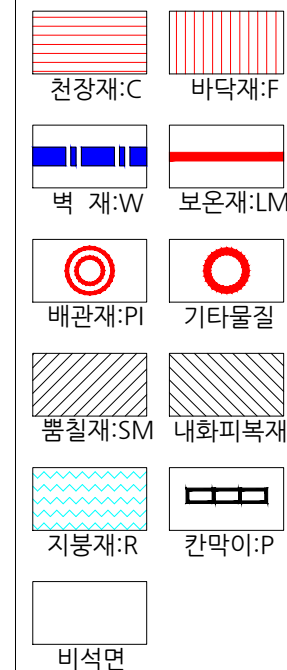 천장재:C 바닥재:F
벽 재:W 보온재:LM
배관재:PI 기타물질
뿜칠재:SM 내화피복재
지붕재:R 칸막이:P
비석면